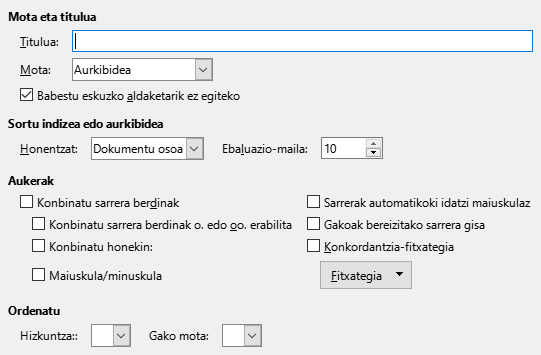 Mota eta titulua
Titulua:
Mota: Aurkibidea
Babestu eskuzko aldaketarik ez egiteko
Sortu indizea edo aurkibidea
Honentzat: Dokumentu osoa Ebaluazio-maila: 10
Aukerak
Konbinatu sarrera berdinak Sarrerak automatikoki idatzi maiuskulaz
Konbinatu sarrera berdinak o. edo oo. erabilita Gakoak bereizitako sarrera gisa
Konbinatu honekin: Konkordantzia-fitxategia
Maiuskula/minuskula Fitxategia
Ordenatu
Hizkuntza:: Gako mota: